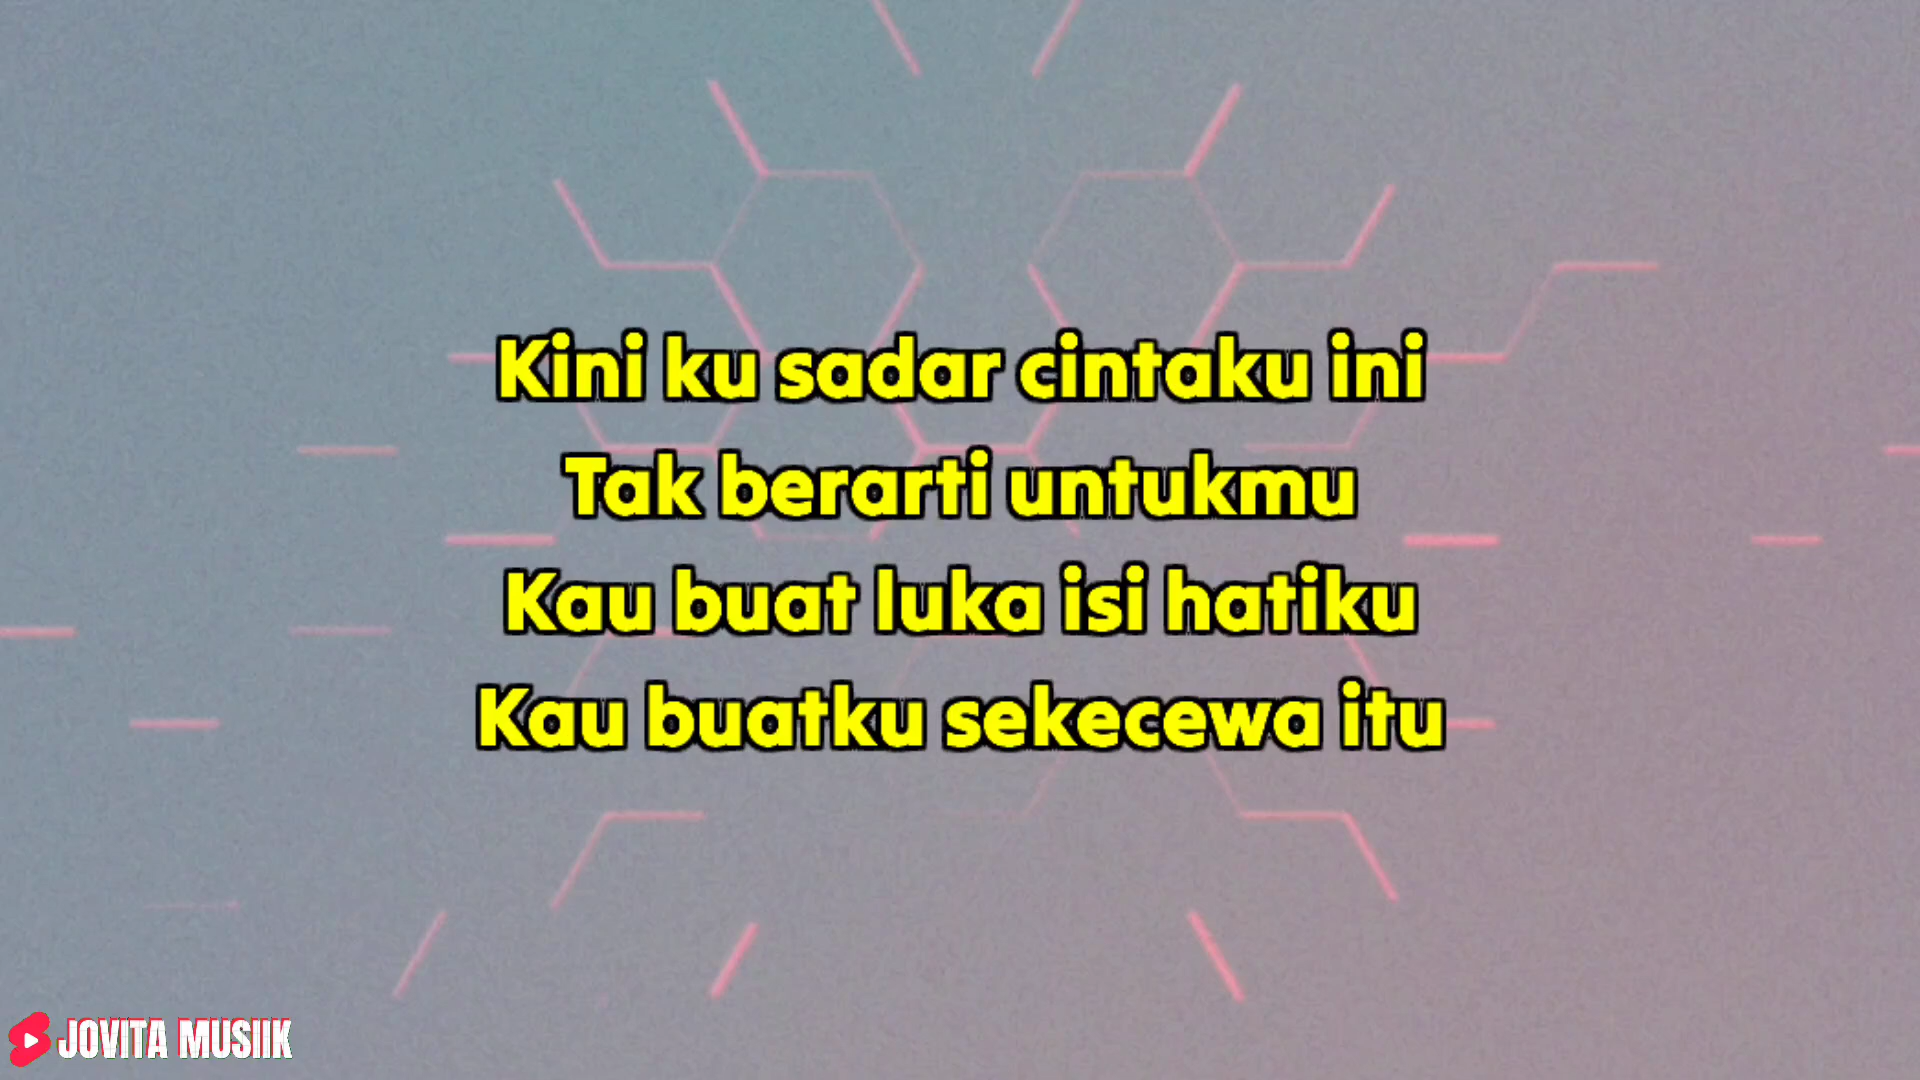 Kini ku sadar cintaku ini
Tak berarti untukmu
Kau buat luka isi hatiku
Kau buatku sekecewa itu
JOVITA MUSIIK